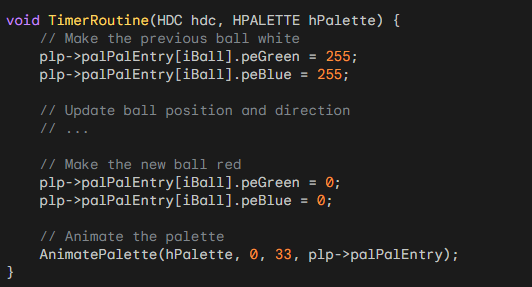 void TimerRoutine(HDC hdc, HPALETTE hPalette) {
    // Make the previous ball white
    plp->palPalEntry[iBall].peGreen = 255;
    plp->palPalEntry[iBall].peBlue = 255;

    // Update ball position and direction
    // ...

    // Make the new ball red
    plp->palPalEntry[iBall].peGreen = 0;
    plp->palPalEntry[iBall].peBlue = 0;

    // Animate the palette
    AnimatePalette(hPalette, 0, 33, plp->palPalEntry);
}